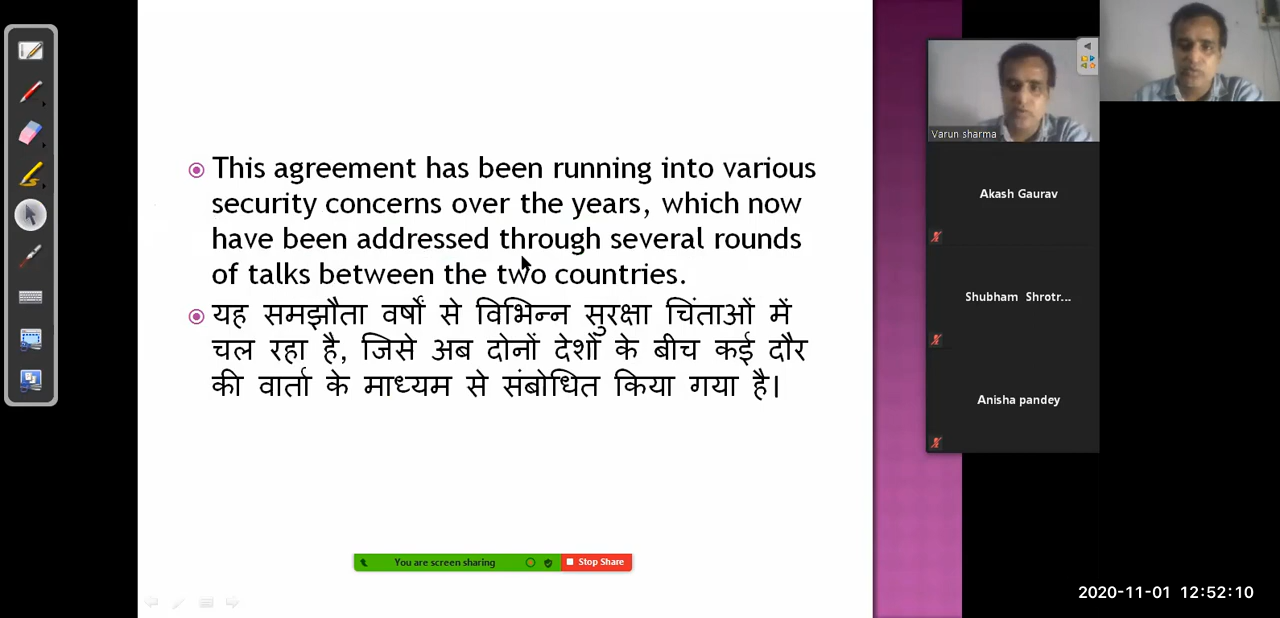 This agreement has been running into various
security concerns over the years, which now
have been addressed through several rounds
of talks between the two countries.
यह समझौता वर्षों से विभिन्न सुरक्षा चिंताओं में
चल रहा है, जिसे अब दोनों देशों के बीच कई दौर
की वार्ता के माध्यम से संबोधित किया गया है।
You are screen sharing
Stop Share
Varun sharma
Akash Gaurav
Shubham Shrotr...
Anisha pandey
2020-11-01 12:52:10